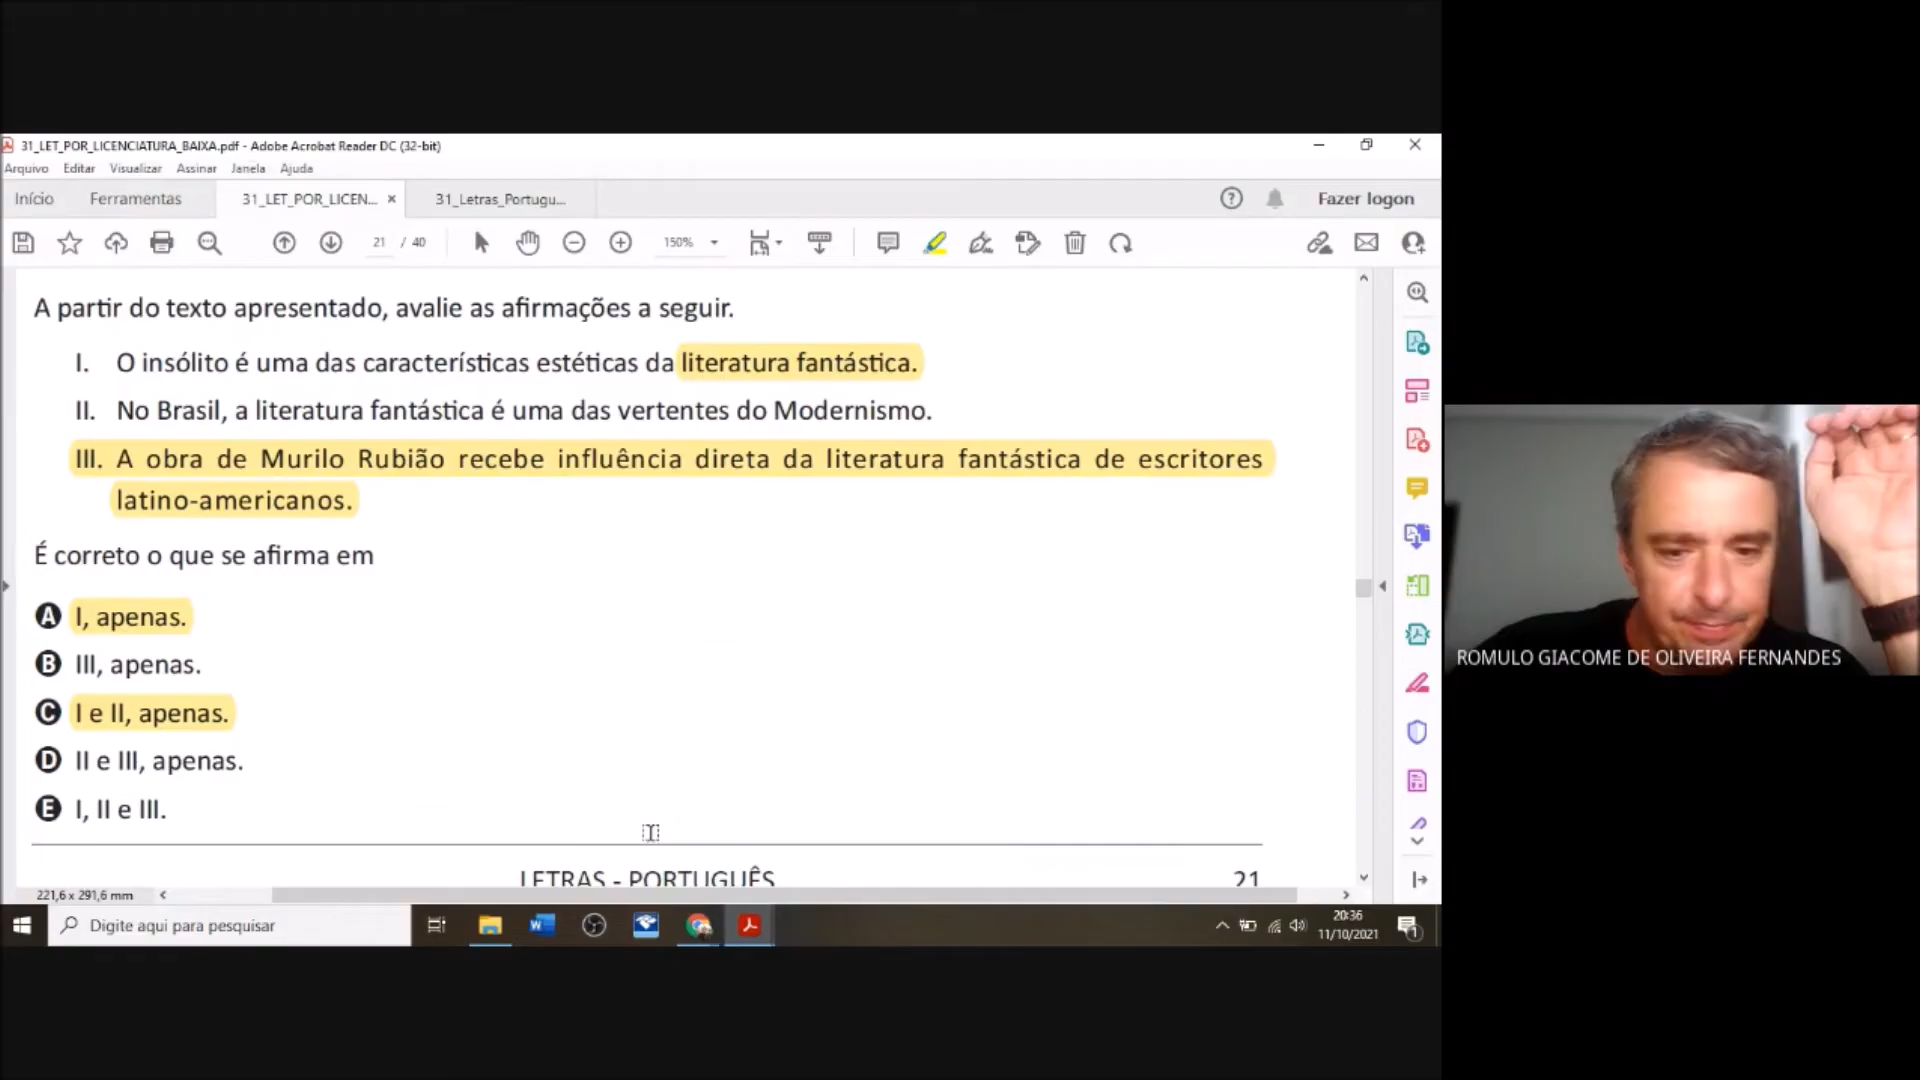 31_LET_POR_LICENCIATURA_BAIXA.pdf - Adobe Acrobat Reader DC (32-bit)
Arquivo Editar Visualizar Assinar Janela Ajuda
Início Ferramentas 31_LET_POR_LICEN... 31_Letras_Portugu... Fazer logon
21 / 40 150%
A partir do texto apresentado, avalie as afirmações a seguir.
I. O insólito é uma das características estéticas da literatura fantástica.
II. No Brasil, a literatura fantástica é uma das vertentes do Modernismo.
III. A obra de Murilo Rubião recebe influência direta da literatura fantástica de escritores
latino-americanos.
É correto o que se afirma em
A I, apenas.
B III, apenas.
C I e II, apenas.
D II e III, apenas.
E I, II e III.
LETRAS - PORTUGUÊS 21
221,6 x 291,6 mm
Digite aqui para pesquisar
20:36
11/10/2021
1
ROMULO GIACOME DE OLIVEIRA FERNANDES